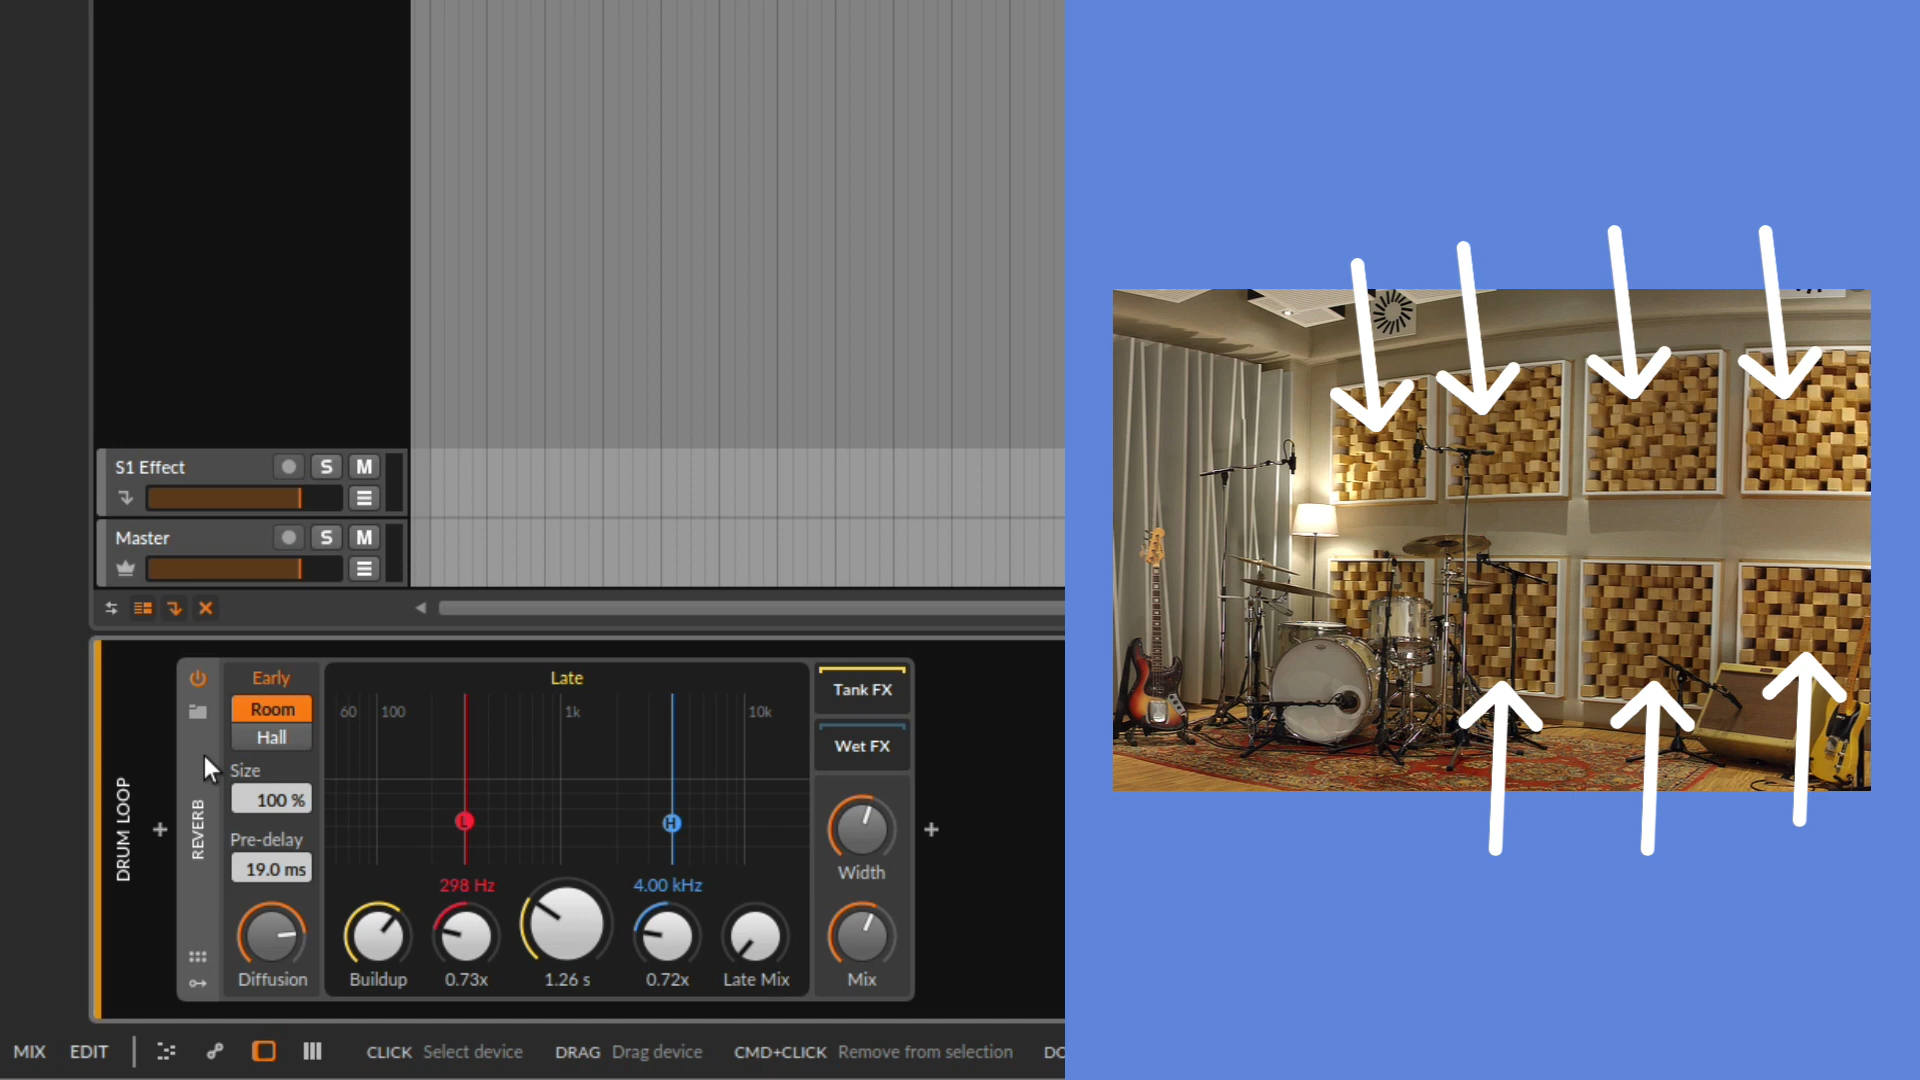 S1 Effect
S
M
Master
S
M
DRUM LOOP
REVERB
Early
Room
Hall
Size
100 %
Pre-delay
19.0 ms
Diffusion
Late
60
100
1k
10k
L
H
298 Hz
4.00 kHz
Buildup
0.73x
1.26 s
0.72x
Late Mix
Tank FX
Wet FX
Width
Mix
MIX
EDIT
CLICK Select device
DRAG Drag device
CMD+CLICK Remove from selection
DO